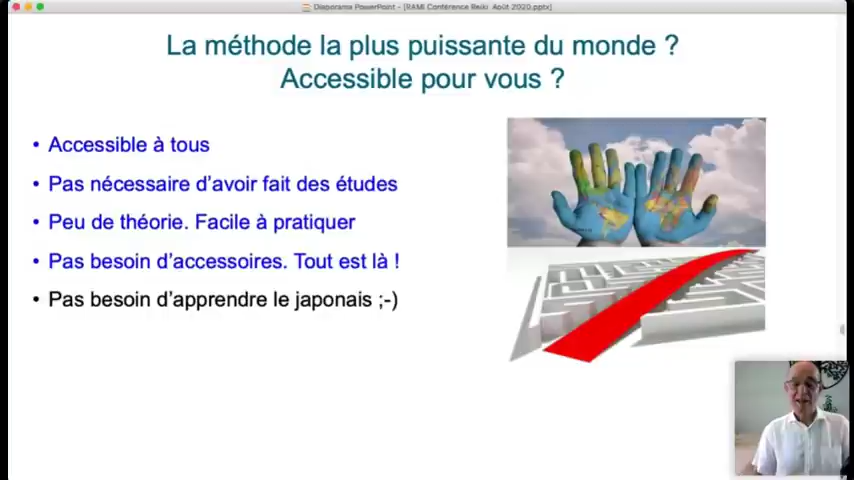 Diaporama PowerPoint - [RAMI Conférence Reiki Août 2020.pptx]
La méthode la plus puissante du monde ?
Accessible pour vous ?
• Accessible à tous
• Pas nécessaire d'avoir fait des études
• Peu de théorie. Facile à pratiquer
• Pas besoin d'accessoires. Tout est là !
• Pas besoin d'apprendre le japonais ;-)